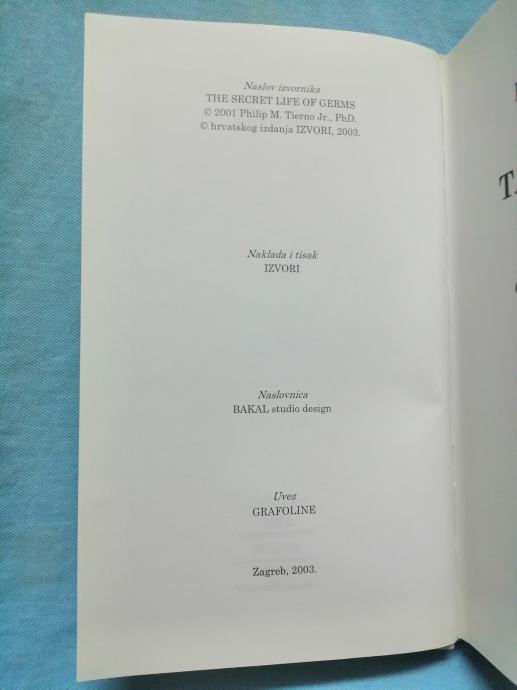 Naslov izvornika
THE SECRET LIFE OF GERMS
© 2001 Philip M. Tierno Jr., PhD.
© hrvatskog izdanja IZVORI, 2003.
Naklada i tisak
IZVORI
Naslovnica
BAKAL studio design
Uvez
GRAFOLINE
Zagreb, 2003.